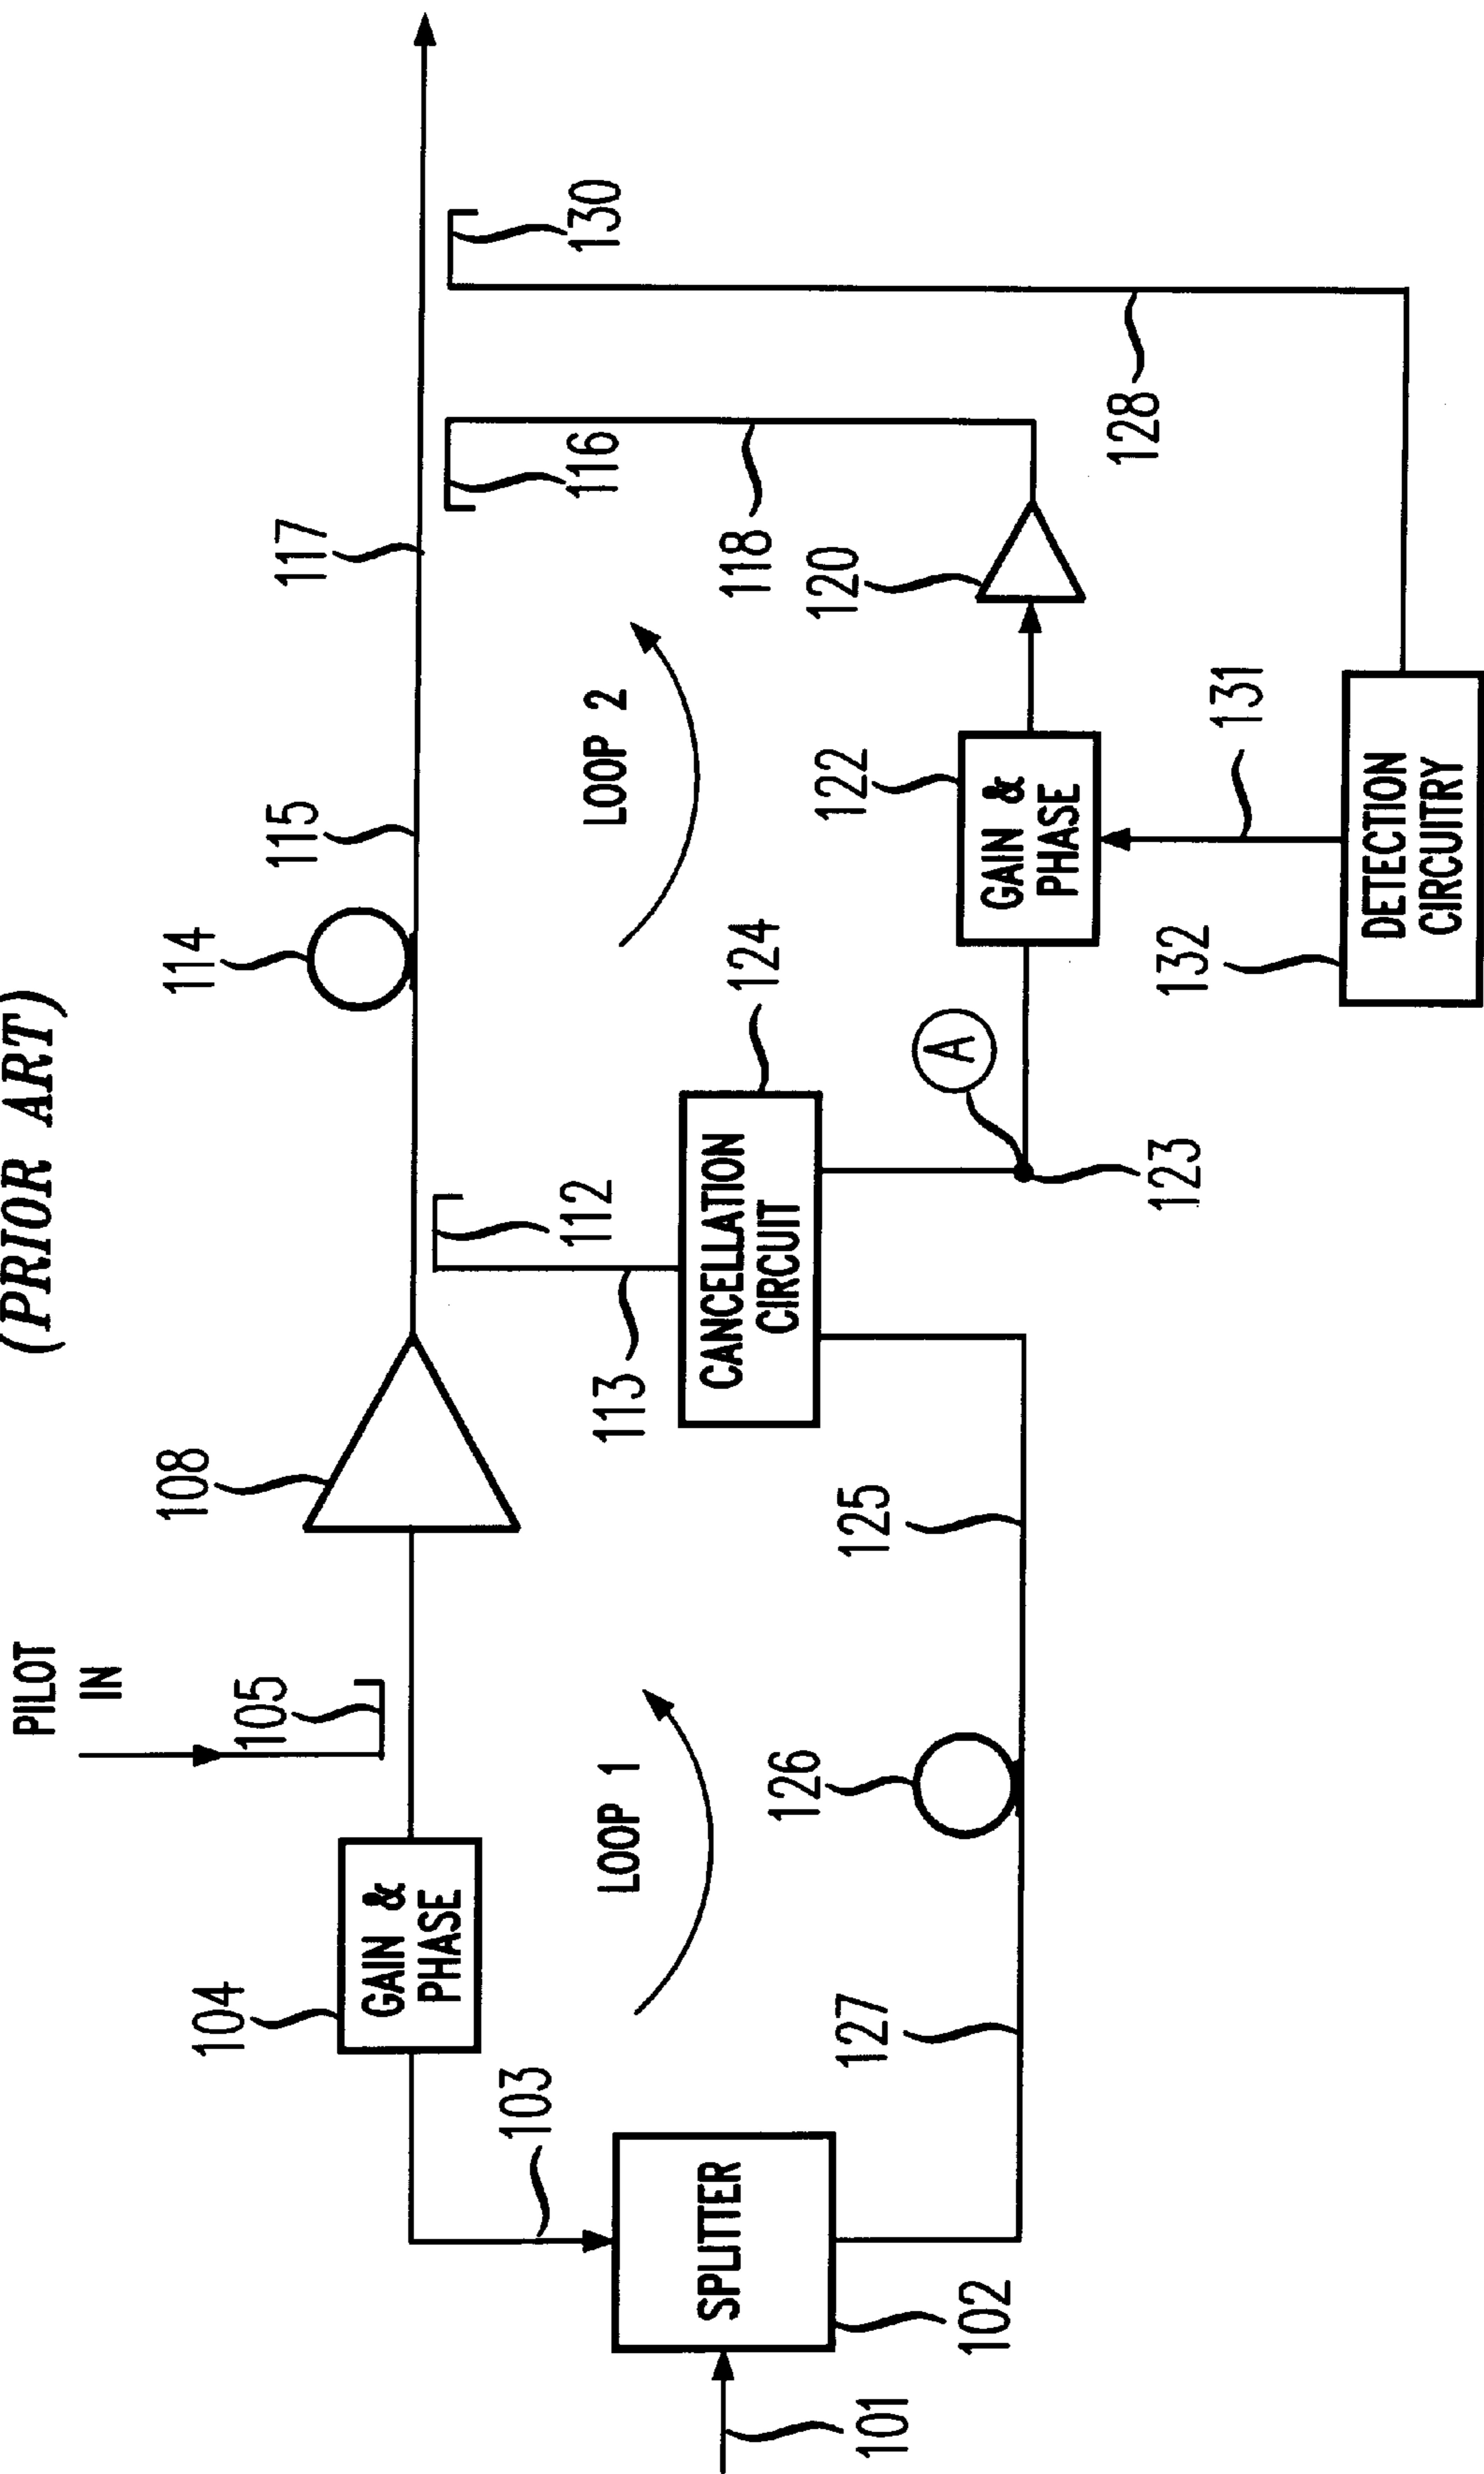 (PRIOR ART)
PILOT
IN
105
108
114
115
117
104
GAIN &
PHASE
103
LOOP 1
113
112
LOOP 2
116
130
101
SPLITTER
102
127
126
125
CANCELLATION
CIRCUIT
124
A
123
122
GAIN &
PHASE
120
118
128
131
132
DETECTION
CIRCUITRY